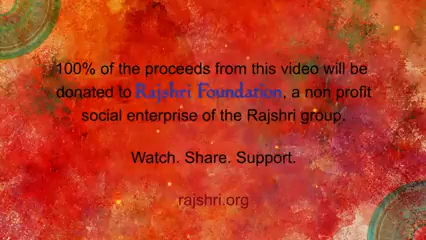 100% of the proceeds from this video will be
donated to Rajshri Foundation, a non profit
social enterprise of the Rajshri group.
Watch. Share. Support.
rajshri.org